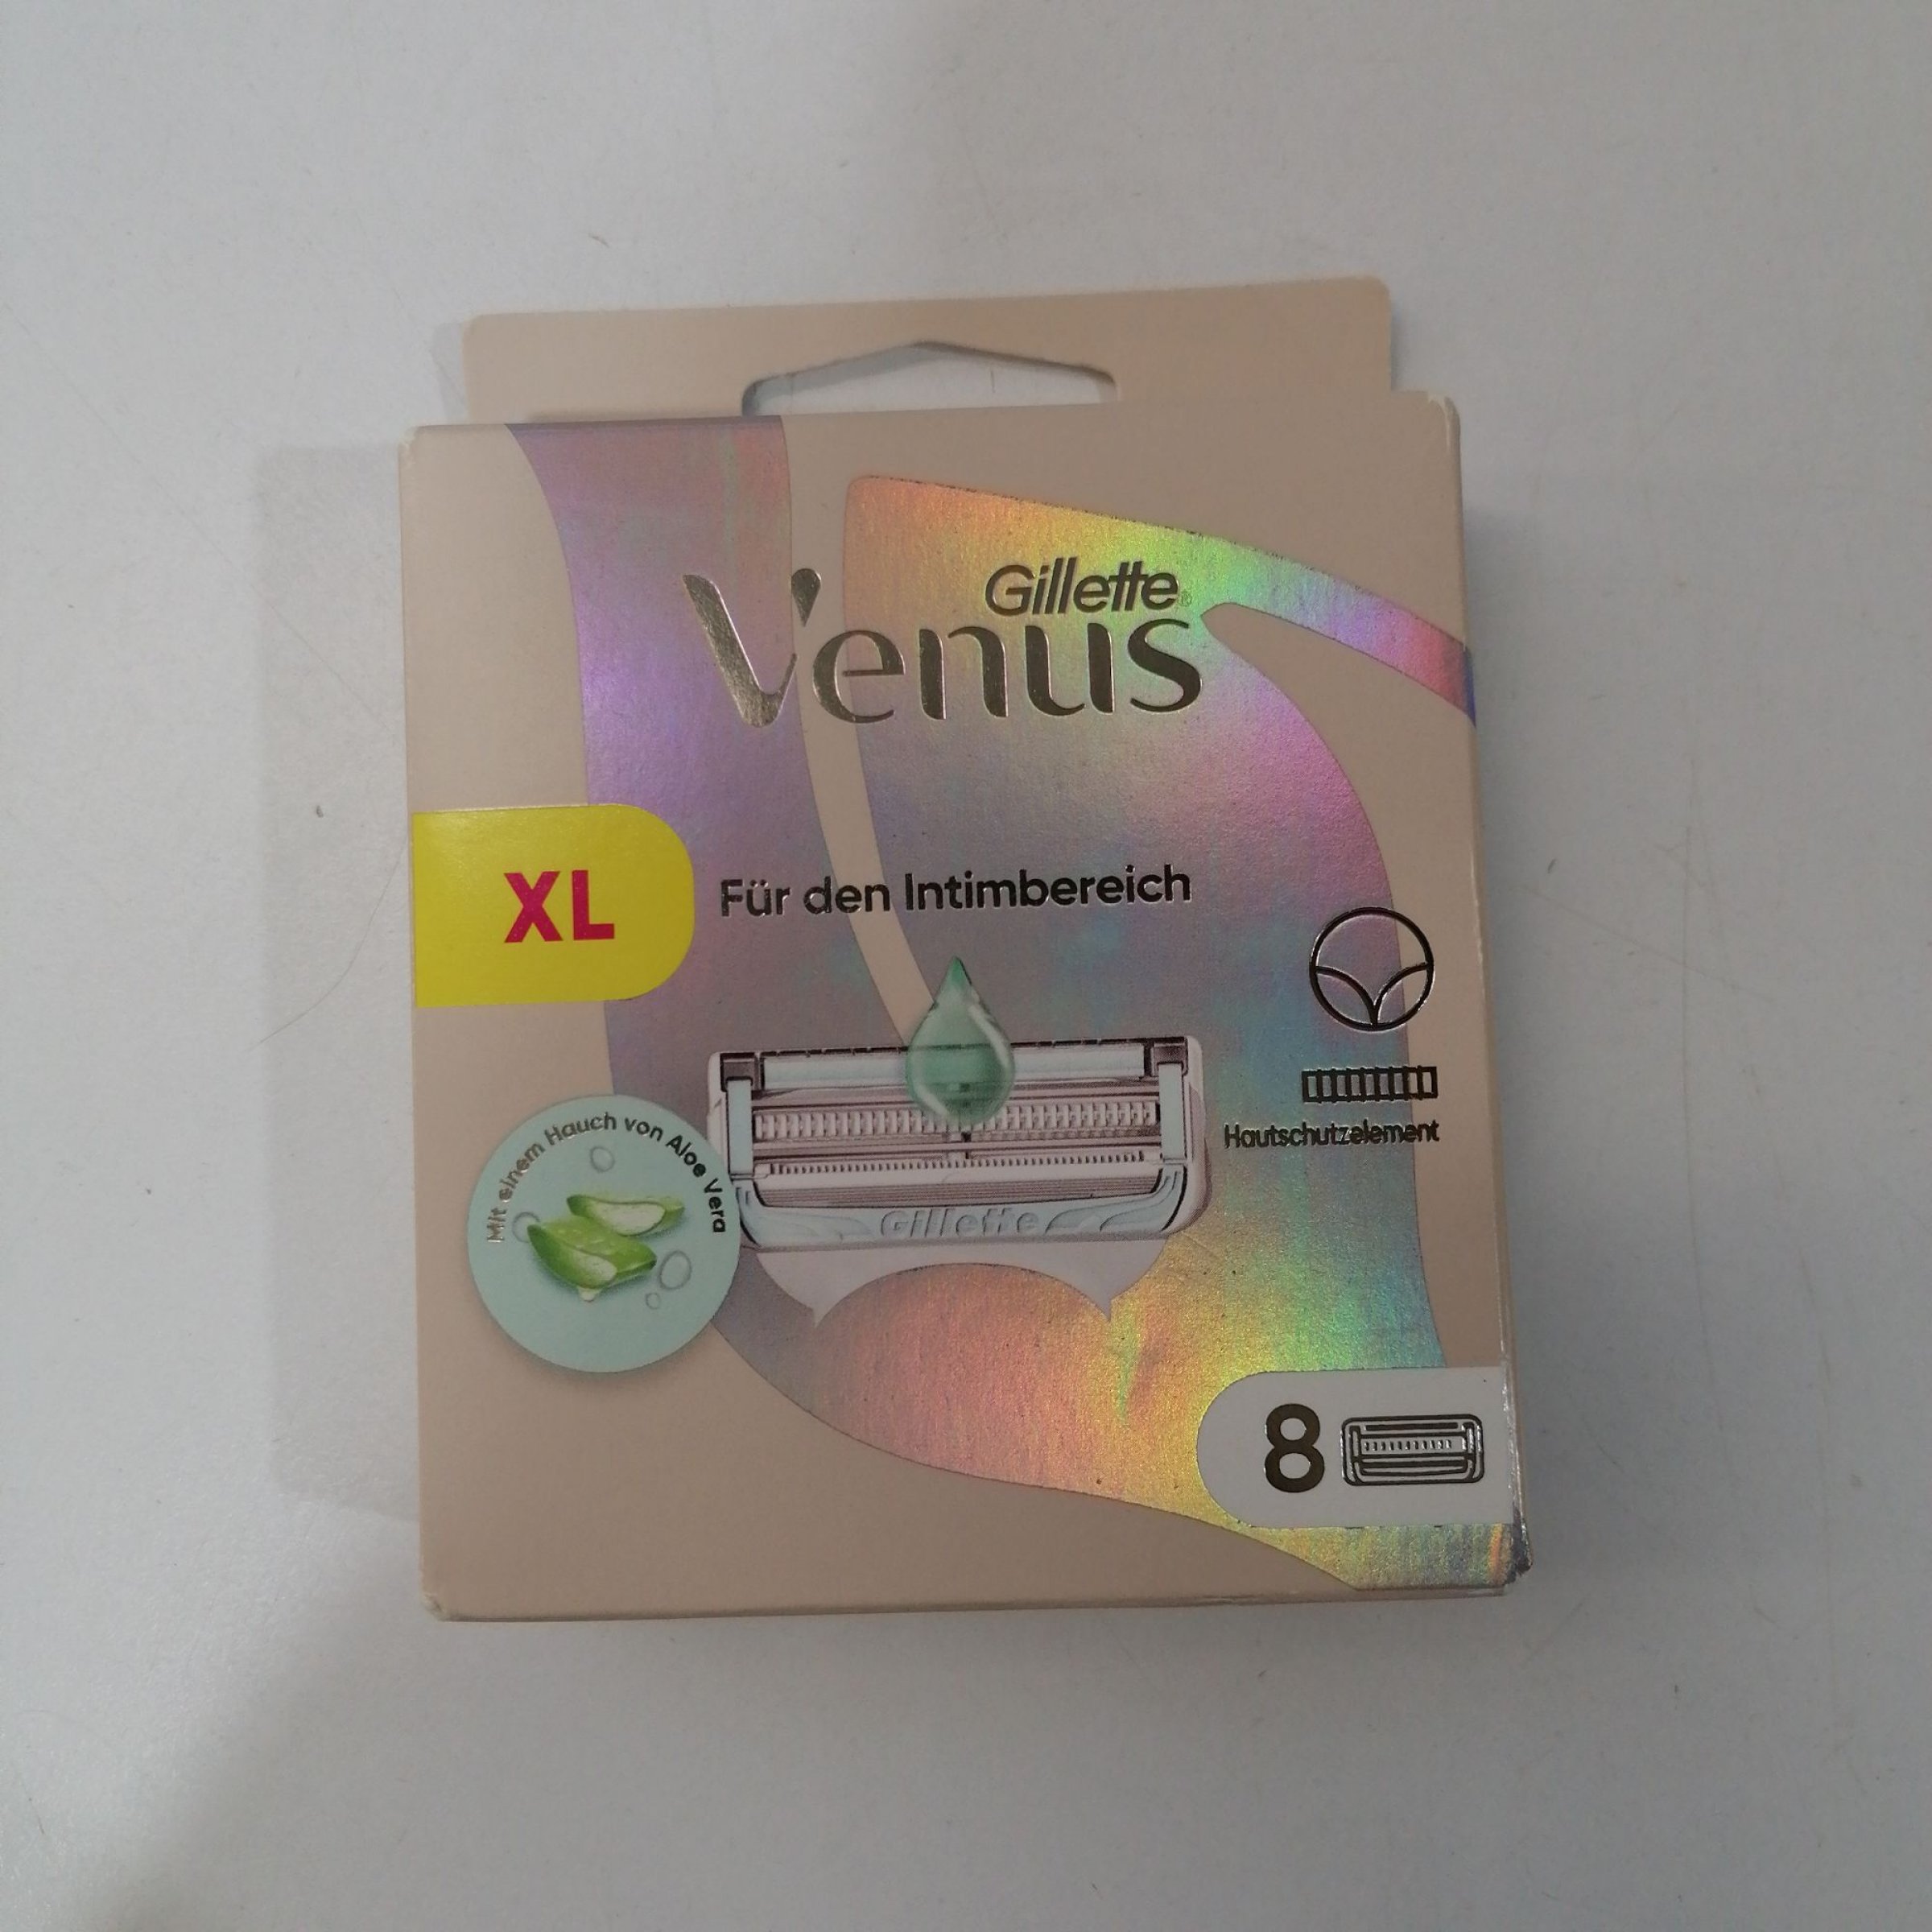 Gillette
Venus
XL
Für den Intimbereich
Hautschutzelement
Mit einem Hauch von Aloe Vera
Gillette
8